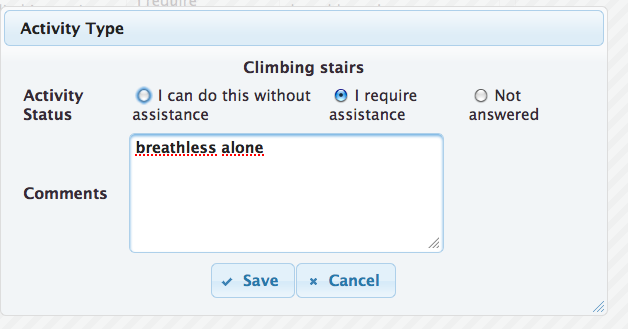 I require
Activity Type
Climbing stairs
Activity Status
I can do this without assistance
I require assistance
Not answered
breathless alone
Comments
Save
Cancel